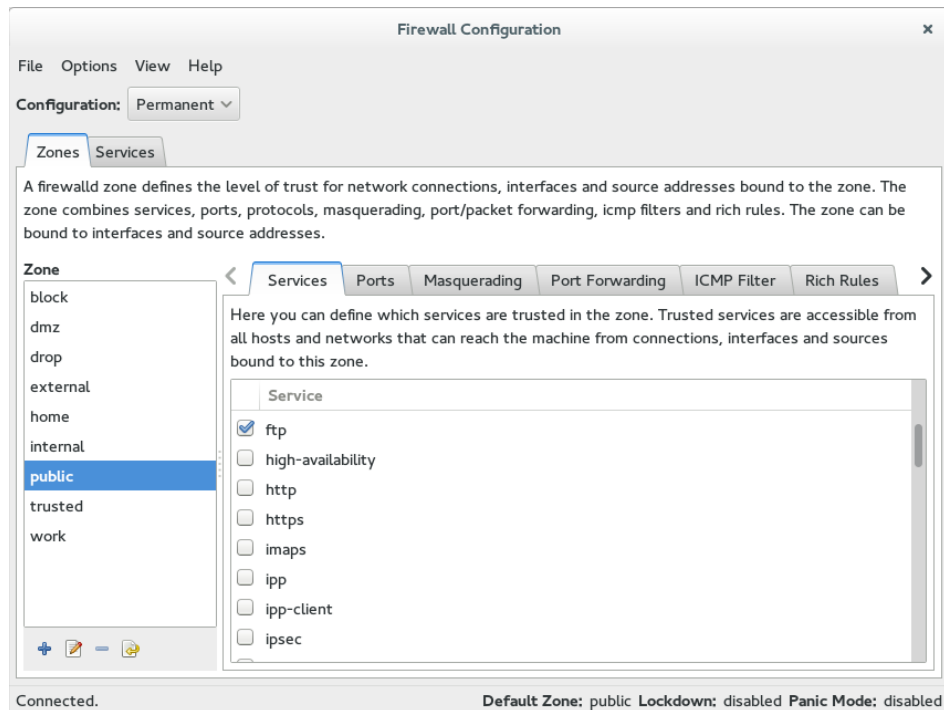 Firewall Configuration
File Options View Help
Configuration: Permanent
Zones Services
A firewalld zone defines the level of trust for network connections, interfaces and source addresses bound to the zone. The
zone combines services, ports, protocols, masquerading, port/packet forwarding, icmp filters and rich rules. The zone can be
bound to interfaces and source addresses.
Zone
block
dmz
drop
external
home
internal
public
trusted
work
Services Ports Masquerading Port Forwarding ICMP Filter Rich Rules
Here you can define which services are trusted in the zone. Trusted services are accessible from
all hosts and networks that can reach the machine from connections, interfaces and sources
bound to this zone.
Service
ftp
high-availability
http
https
imaps
ipp
ipp-client
ipsec
Connected.
Default Zone: public Lockdown: disabled Panic Mode: disabled